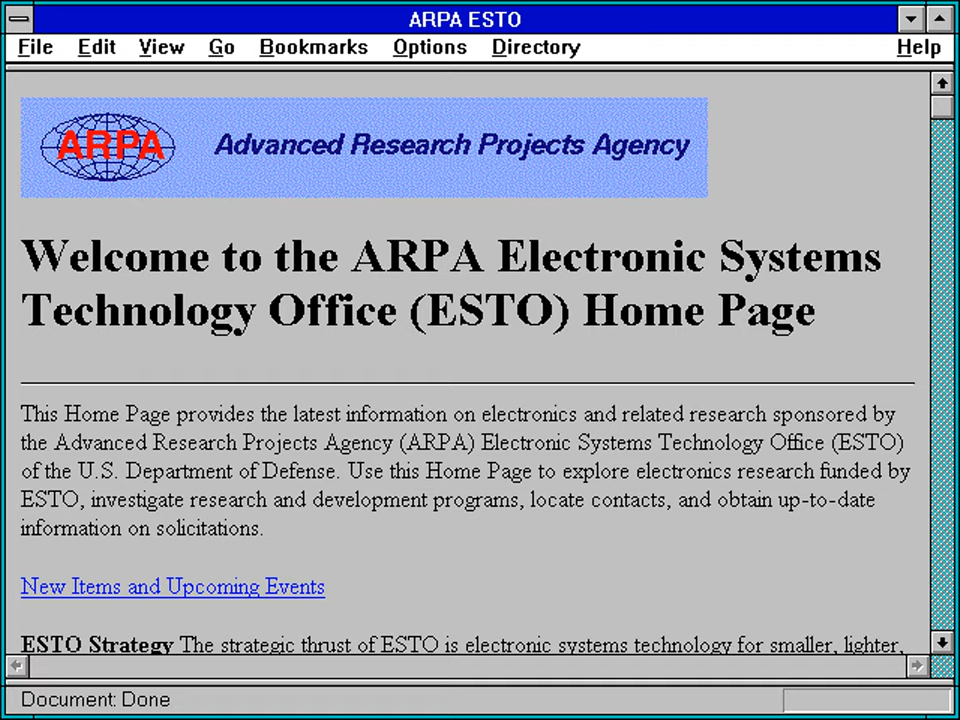 ARPA ESTO
File Edit View Go Bookmarks Options Directory Help
ARPA Advanced Research Projects Agency
Welcome to the ARPA Electronic Systems
Technology Office (ESTO) Home Page
This Home Page provides the latest information on electronics and related research sponsored by
the Advanced Research Projects Agency (ARPA) Electronic Systems Technology Office (ESTO)
of the U.S. Department of Defense. Use this Home Page to explore electronics research funded by
ESTO, investigate research and development programs, locate contacts, and obtain up-to-date
information on solicitations.
New Items and Upcoming Events
ESTO Strategy The strategic thrust of ESTO is electronic systems technology for smaller, lighter,
Document: Done